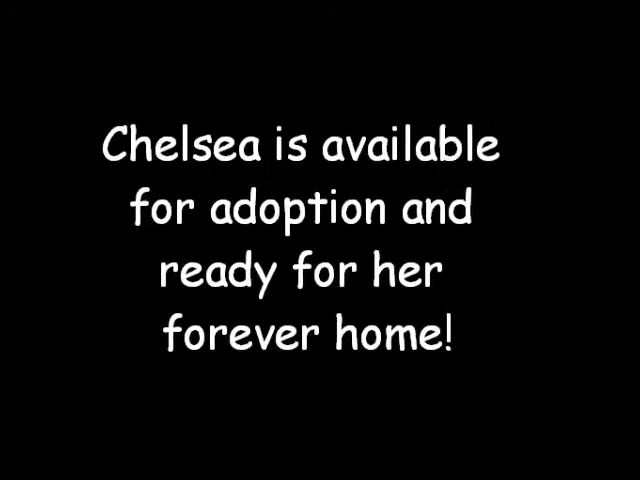 Chelsea is available
for adoption and
ready for her
forever home!